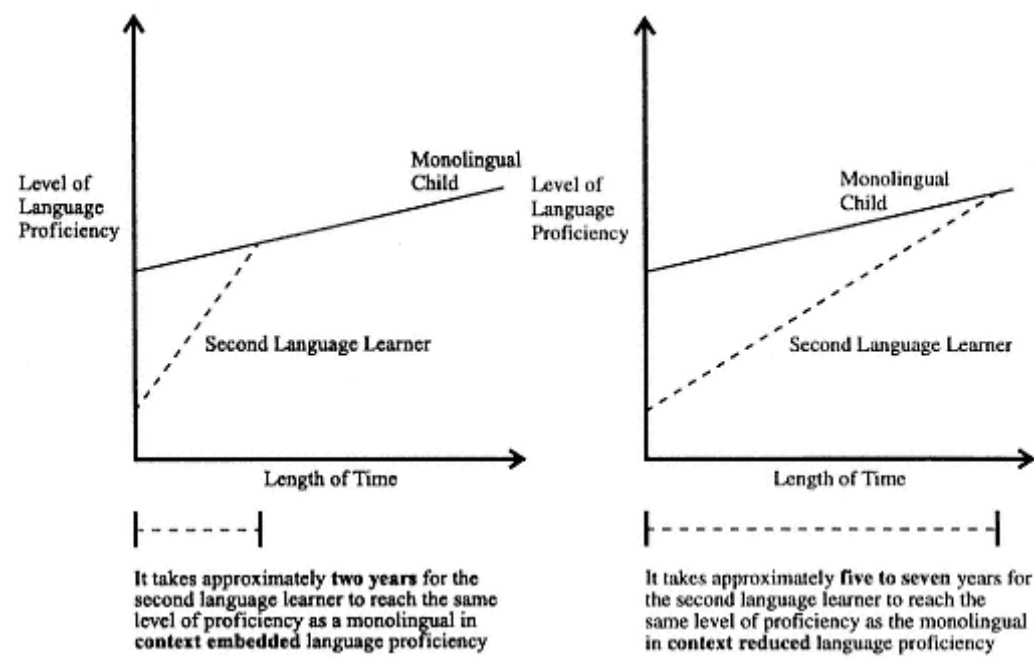 Level of
Language
Proficiency
Monolingual
Child
Second Language Learner
Length of Time
It takes approximately two years for the
second language learner to reach the same
level of proficiency as a monolingual in
context embedded language proficiency
Level of
Language
Proficiency
Monolingual
Child
Second Language Learner
Length of Time
It takes approximately five to seven years for
the second language learner to reach the
same level of proficiency as the monolingual
in context reduced language proficiency